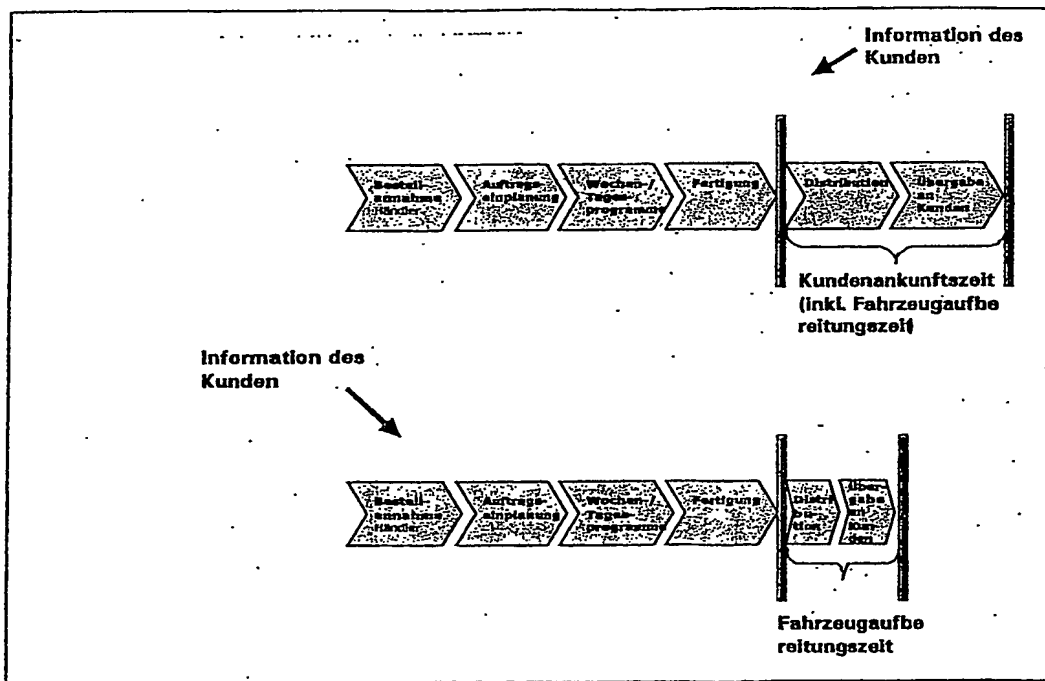 Information des
Kunden
Bestell-
annahme
Händler
Auftrags-
einplanung
Wochen-/
Tages-
programme
Fertigung
Distribution
Übergabe
an
Kunden
Kundenankunftszeit
(inkl. Fahrzeugaufbe
reitungszeit)
Information des
Kunden
Bestell-
annahme
Händler
Auftrags-
einplanung
Wochen-/
Tages-
programme
Fertigung
Distri
bu-
tion
Über-
gabe
an
Kun-
den
Fahrzeugaufbe
reitungszeit